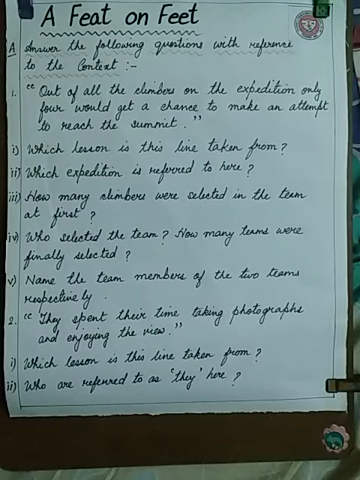 A Feat on Feet
A Answer the following questions with reference
to the Context :-
1. "Out of all the climbers on the expedition only
four would get a chance to make an attempt
to reach the summit."
i) Which lesson is this line taken from?
ii) Which expedition is referred to here?
iii) How many climbers were selected in the team
at first?
iv) Who selected the team? How many teams were
finally selected?
v) Name the team members of the two teams
respectively.
2. "They spent their time taking photographs
and enjoying the view."
i) Which lesson is this line taken from?
ii) Who are referred to as 'they' here?